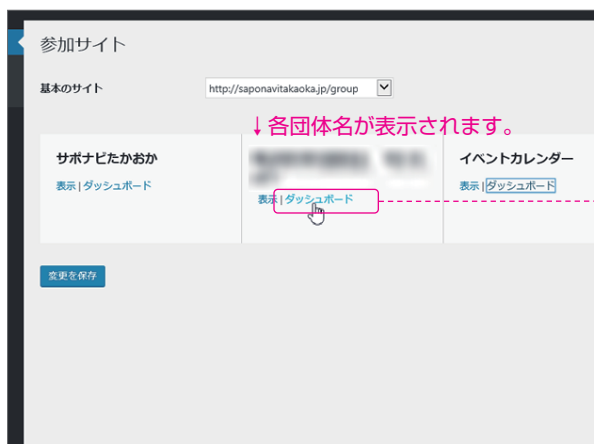 参加サイト
基本のサイト
http://saponavitakaoka.jp/group
↓各団体名が表示されます。
サポナビたかおか
表示 | ダッシュボード
表示 | ダッシュボード
イベントカレンダー
表示 | ダッシュボード
変更を保存